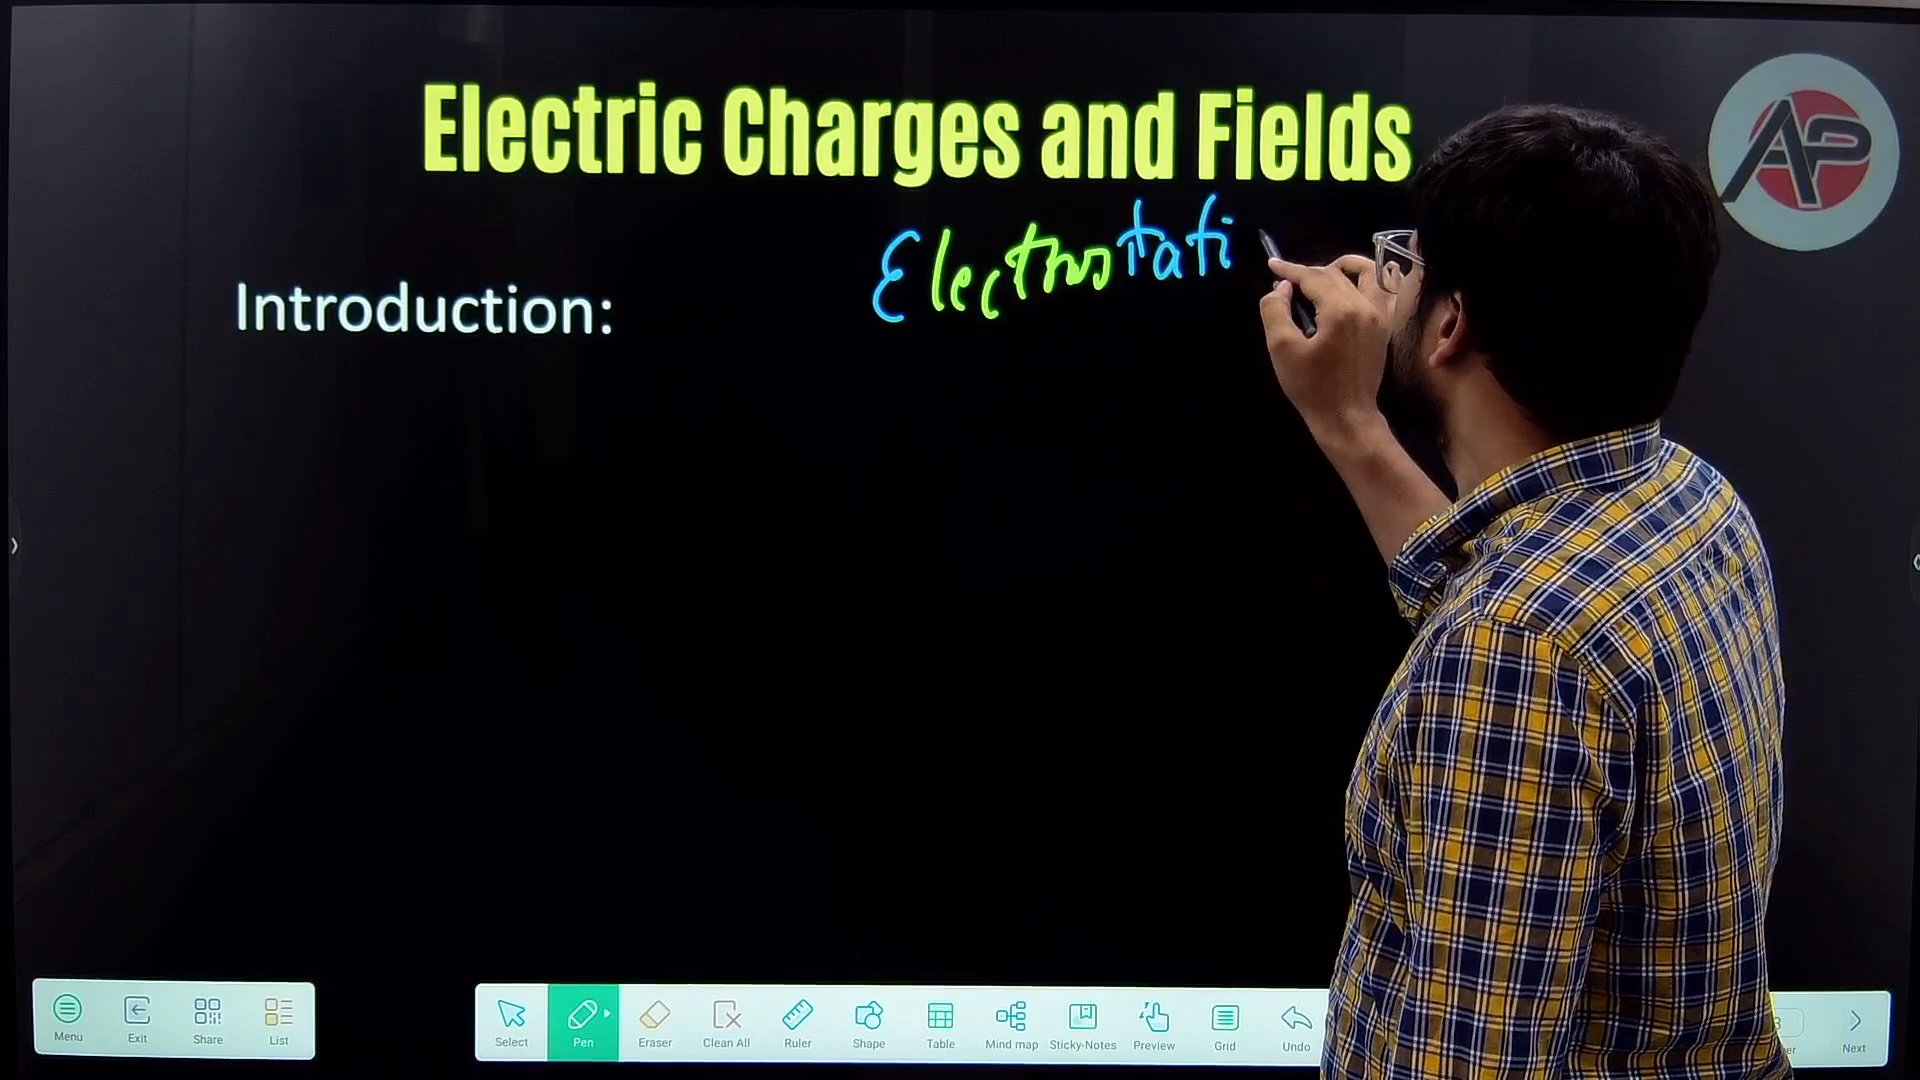 Electric Charges and Fields
AP
Electrostati
Introduction:
Menu Exit Share List Select Pen Eraser Clean All Ruler Shape Table Mind map Sticky-Notes Preview Grid Undo Next